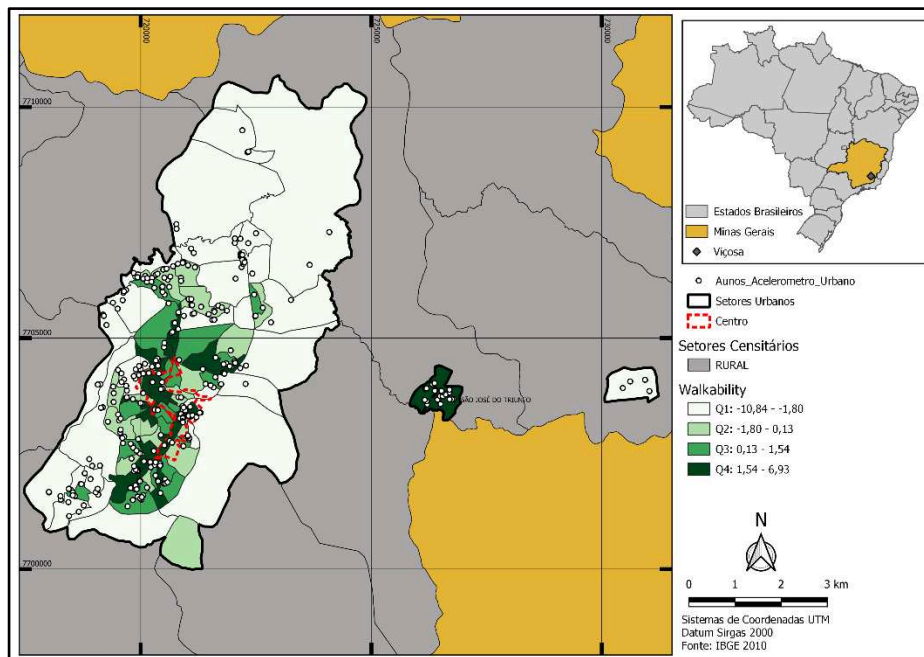 720000
725000
730000
7710000
7705000
7700000
SÃO JOSÉ DO TRIUNFO
Estados Brasileiros
Minas Gerais
Viçosa
Aunos_Acelerometro_Urbano
Setores Urbanos
Centro
Setores Censitários
RURAL
Walkability
Q1: -10,84 - -1,80
Q2: -1,80 - 0,13
Q3: 0,13 - 1,54
Q4: 1,54 - 6,93
N
0 1 2 3 km
Sistemas de Coordenadas UTM
Datum Sirgas 2000
Fonte: IBGE 2010